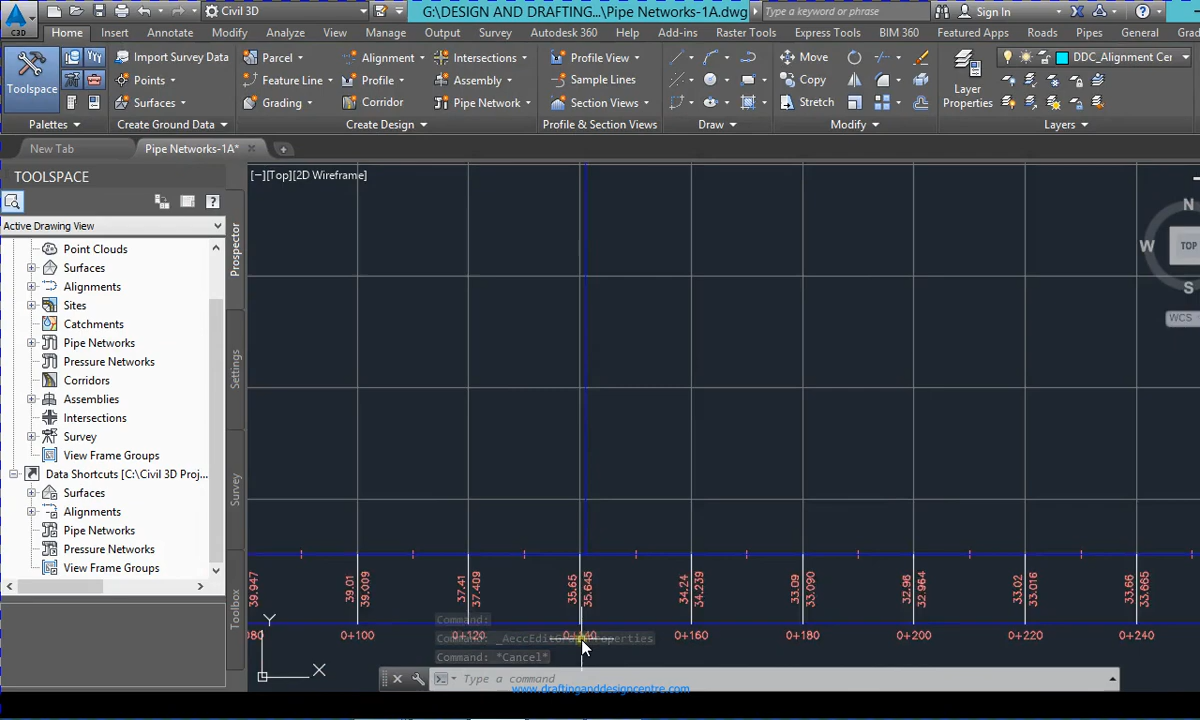 C3D
Civil 3D
G:\DESIGN AND DRAFTING...\Pipe Networks-1A.dwg
Type a keyword or phrase
Sign In
Home Insert Annotate Modify Analyze View Manage Output Survey Autodesk 360 Help Add-ins Raster Tools Express Tools BIM 360 Featured Apps Roads Pipes General Grad
Toolspace
Import Survey Data
Points
Surfaces
Parcel
Feature Line
Grading
Alignment
Profile
Corridor
Intersections
Assembly
Pipe Network
Profile View
Sample Lines
Section Views
Move
Copy
Stretch
Layer Properties
DDC_Alignment Cer
Palettes
Create Ground Data
Create Design
Profile & Section Views
Draw
Modify
Layers
New Tab
Pipe Networks-1A*
TOOLSPACE
Active Drawing View
Point Clouds
Surfaces
Alignments
Sites
Catchments
Pipe Networks
Pressure Networks
Corridors
Assemblies
Intersections
Survey
View Frame Groups
Data Shortcuts [C:\Civil 3D Proj...
Surfaces
Alignments
Pipe Networks
Pressure Networks
View Frame Groups
Prospector
Settings
Survey
Toolbox
[−][Top][2D Wireframe]
N
W
TOP
S
WCS
39.947
39.01
39.009
37.41
37.409
35.65
35.645
34.24
34.239
33.09
33.090
32.96
32.964
33.02
33.016
33.66
33.665
080 0+100 0+120 0+140 0+160 0+180 0+200 0+220 0+240
Command:
Command: Properties
Command: *Cancel*
Type a command
www.draftinganddesigncentre.com
Y
X